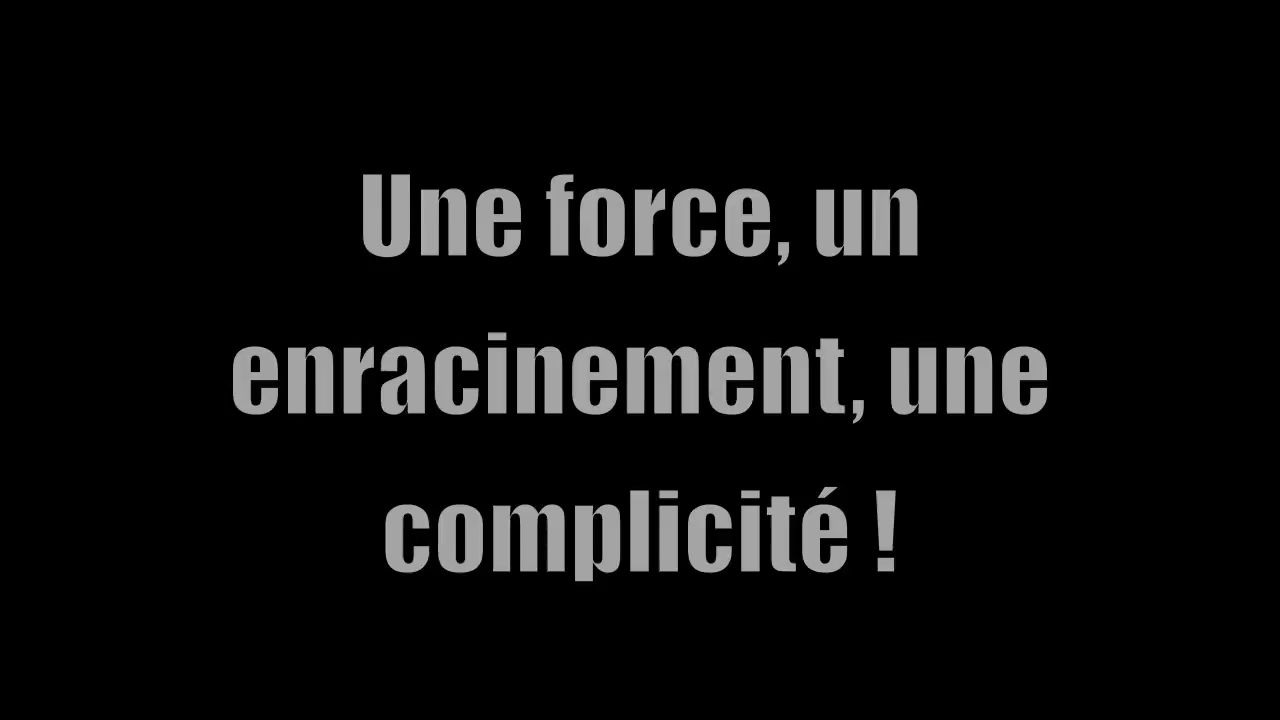 Une force, un
enracinement, une
complicité !